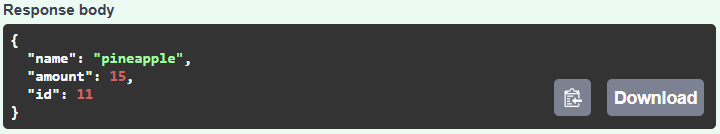 Response body
{
  "name": "pineapple",
  "amount": 15,
  "id": 11
}
Download